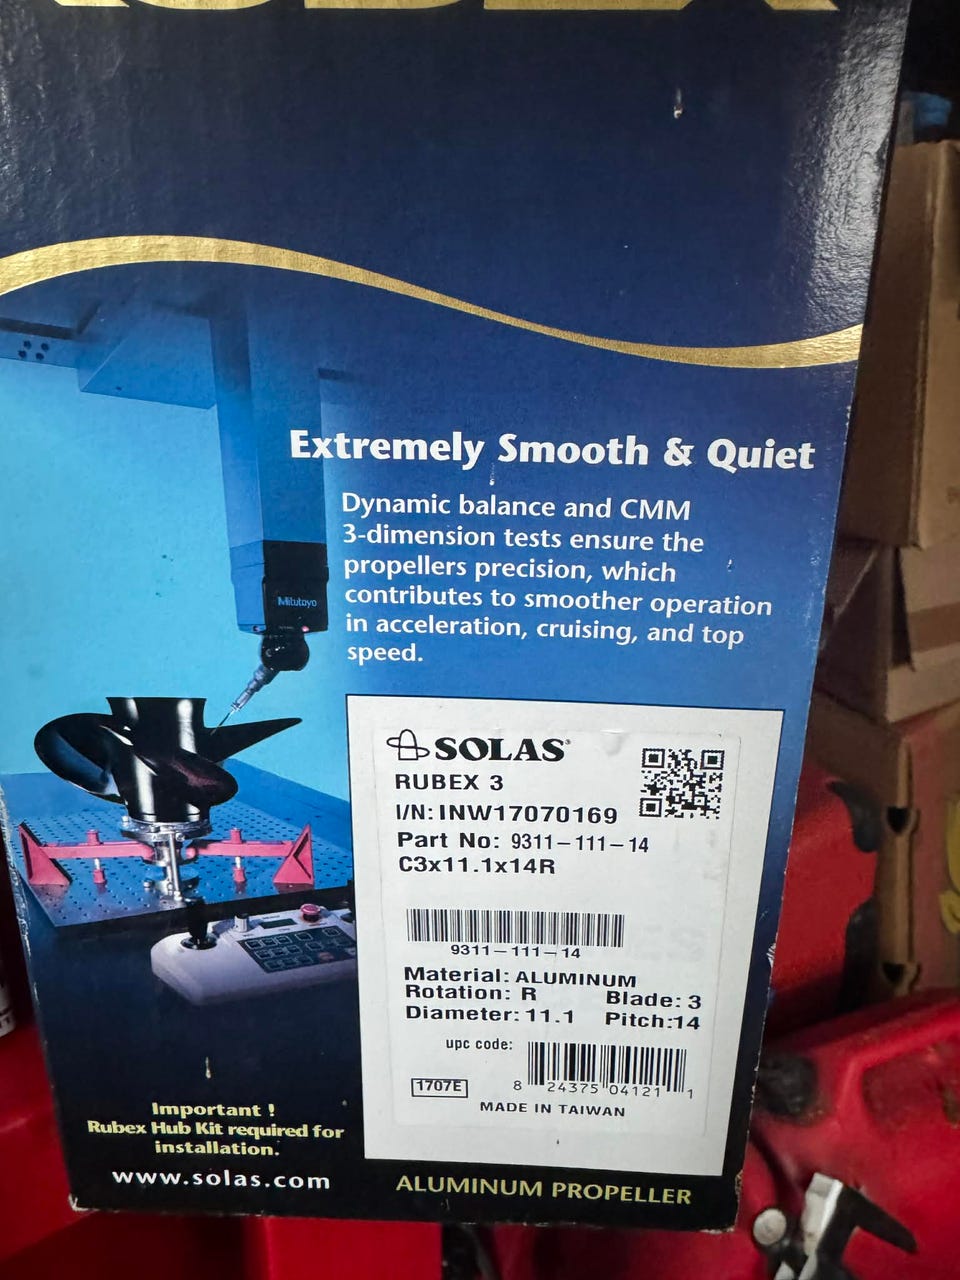 RUBEX
Extremely Smooth & Quiet
Dynamic balance and CMM
3-dimension tests ensure the
propellers precision, which
contributes to smoother operation
in acceleration, cruising, and top
speed.
Mitutoyo
SOLAS®
RUBEX 3
I/N: INW17070169
Part No: 9311-111-14
C3x11.1x14R
9311-111-14
Material: ALUMINUM
Rotation: R Blade: 3
Diameter: 11.1 Pitch:14
upc code:
1707E
8 24375 04121 1
MADE IN TAIWAN
Important !
Rubex Hub Kit required for
installation.
www.solas.com
ALUMINUM PROPELLER